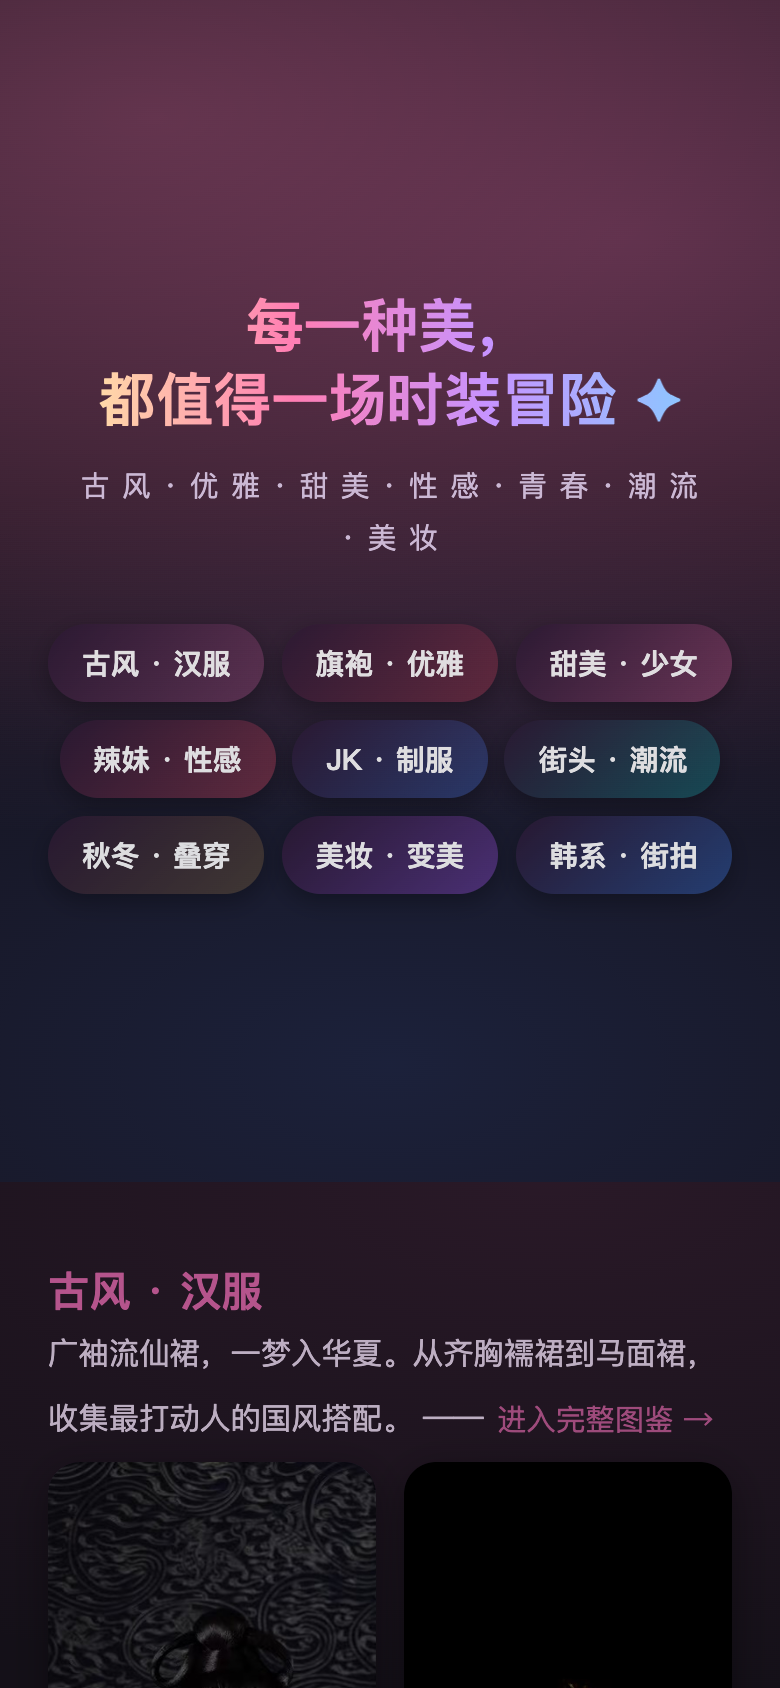 每一种美，
都值得一场时装冒险 ✦
古风·优雅·甜美·性感·青春·潮流
·美妆
古风 · 汉服
旗袍 · 优雅
甜美 · 少女
辣妹 · 性感
JK · 制服
街头 · 潮流
秋冬 · 叠穿
美妆 · 变美
韩系 · 街拍
古风 · 汉服
广袖流仙裙，一梦入华夏。从齐胸襦裙到马面裙，
收集最打动人的国风搭配。 —— 进入完整图鉴 →